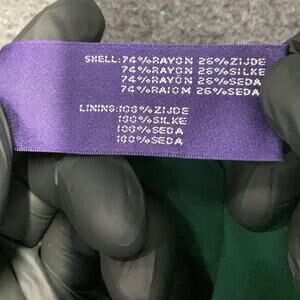 SHELL:74%RAYON 26%ZIJDE
74%RAYON 26%SILKE
74%RAYON 26%SEDA
74%RAIOM 26%SEDA
LINING:100%ZIJDE
100%SILKE
100%SEDA
100%SEDA